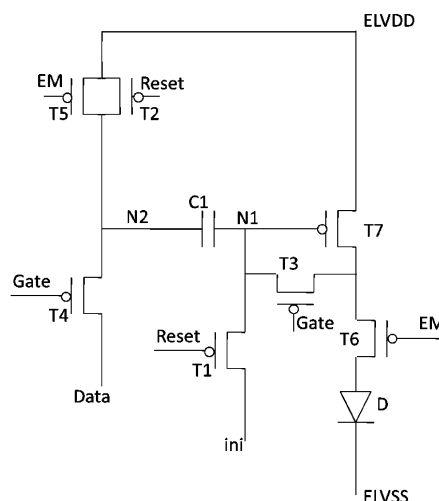 ELVDD
EM
Reset
T5
T2
C1
N2
N1
T7
T3
Gate
T4
Reset
Gate
T6
EM
T1
Data
D
ini
ELVSS